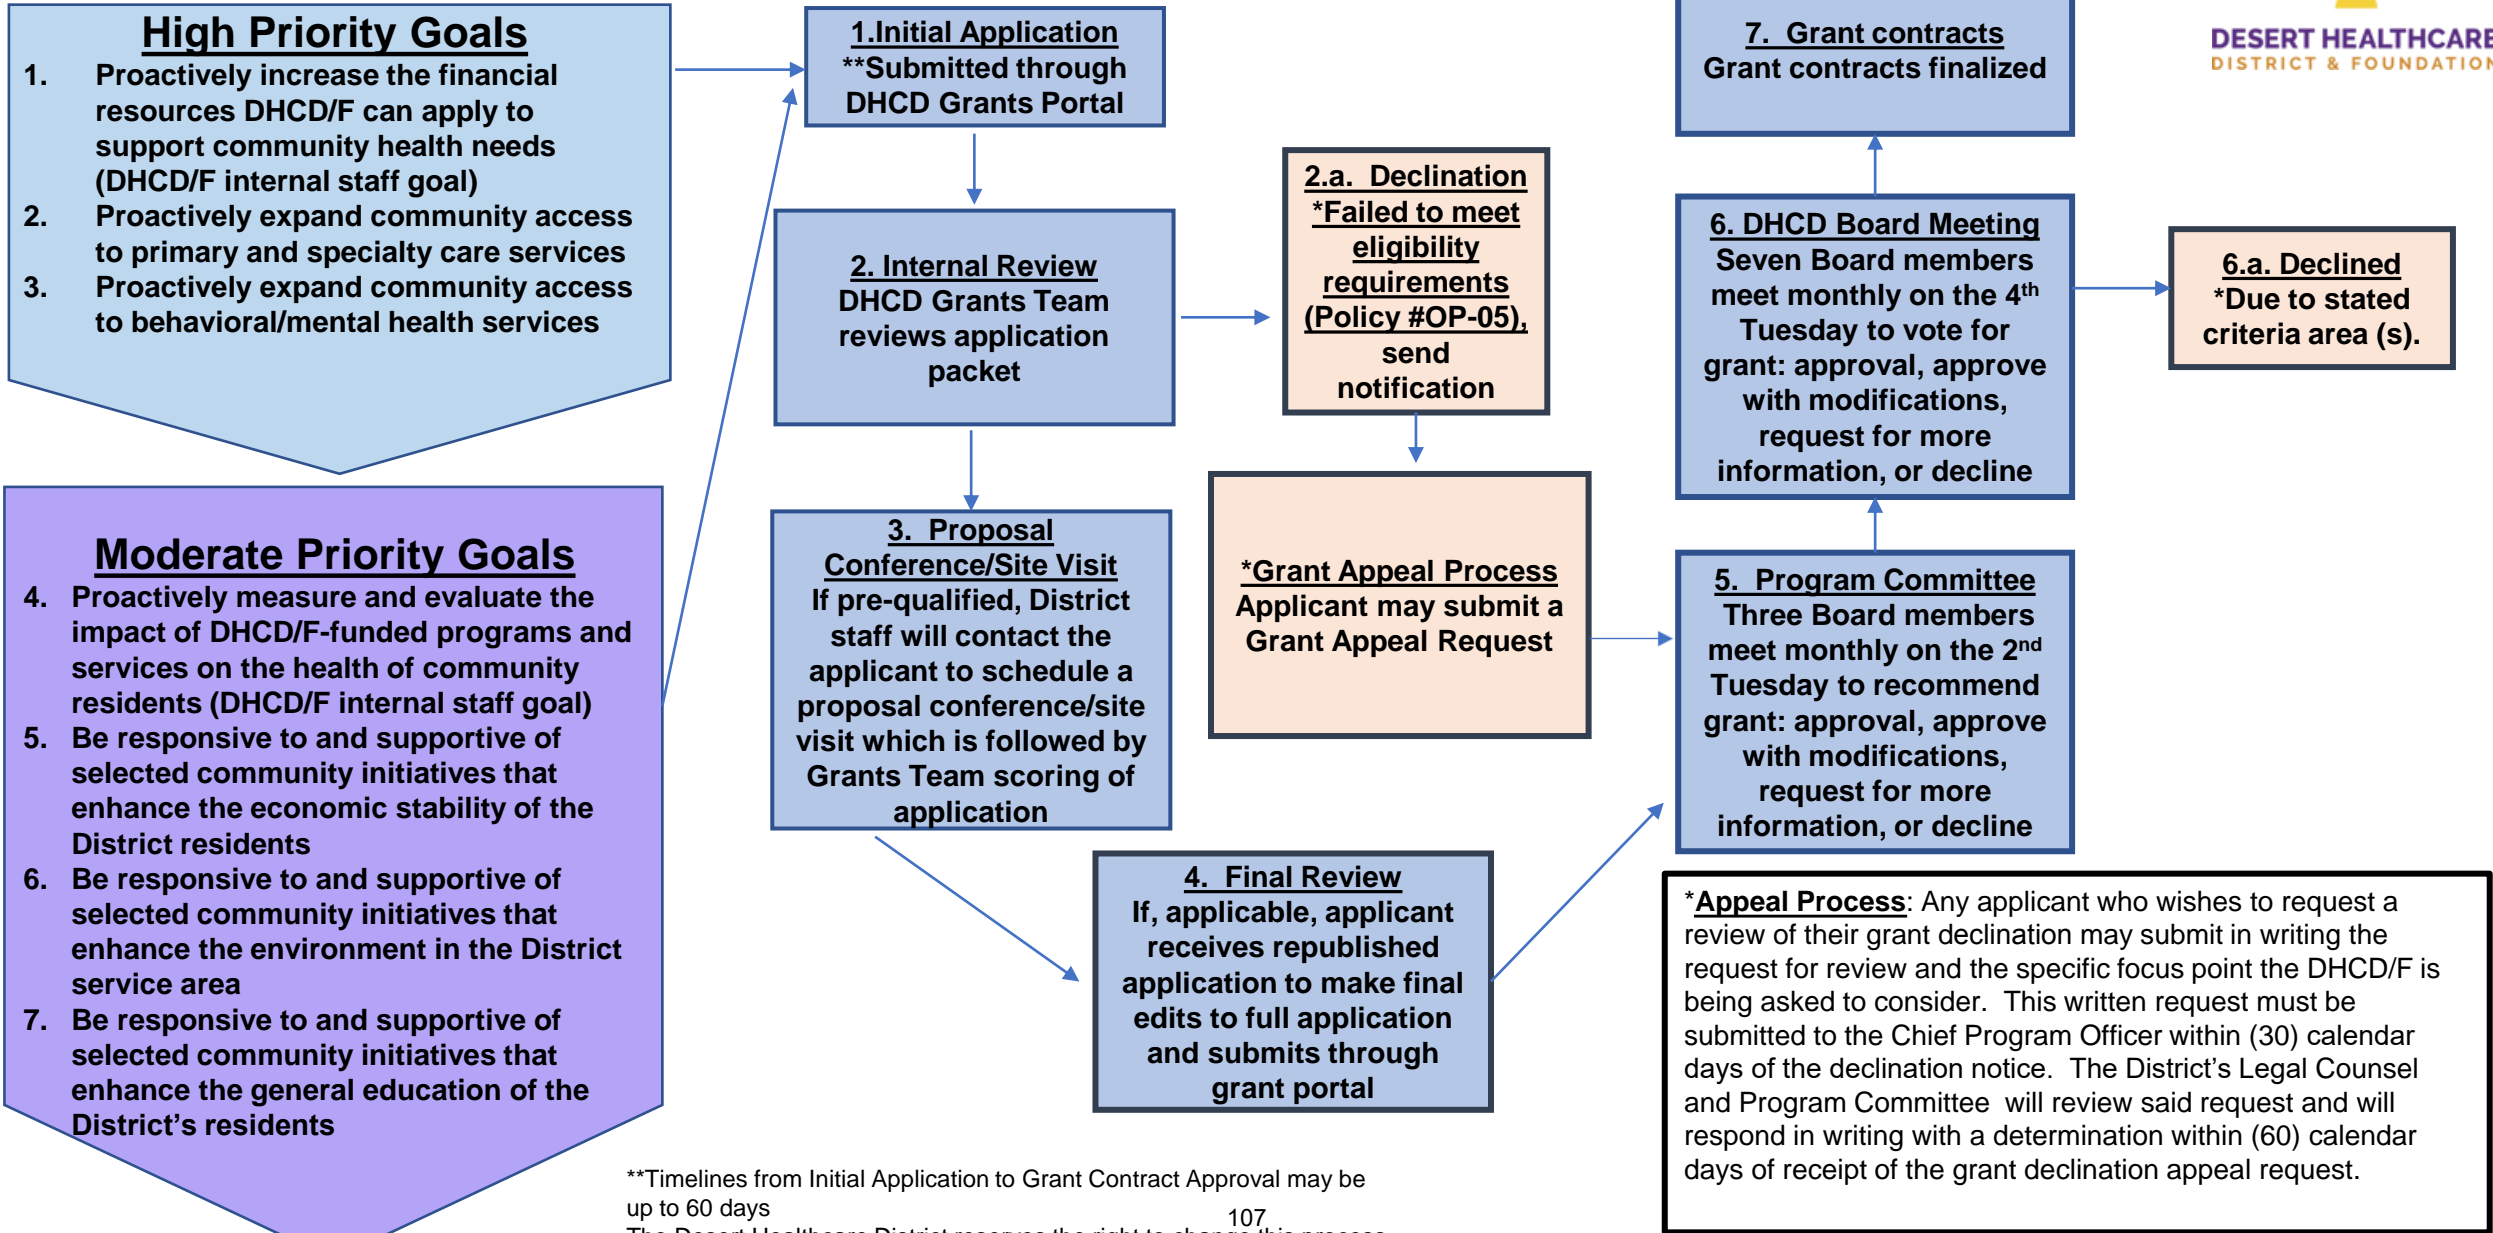 High Priority Goals
1. Proactively increase the financial
resources DHCD/F can apply to
support community health needs
(DHCD/F internal staff goal)
2. Proactively expand community access
to primary and specialty care services
3. Proactively expand community access
to behavioral/mental health services
Moderate Priority Goals
4. Proactively measure and evaluate the
impact of DHCD/F-funded programs and
services on the health of community
residents (DHCD/F internal staff goal)
5. Be responsive to and supportive of
selected community initiatives that
enhance the economic stability of the
District residents
6. Be responsive to and supportive of
selected community initiatives that
enhance the environment in the District
service area
7. Be responsive to and supportive of
selected community initiatives that
enhance the general education of the
District’s residents
1.Initial Application
**Submitted through
DHCD Grants Portal
2. Internal Review
DHCD Grants Team
reviews application
packet
2.a. Declination
*Failed to meet
eligibility
requirements
(Policy #OP-05),
send
notification
*Grant Appeal Process
Applicant may submit a
Grant Appeal Request
3. Proposal
Conference/Site Visit
If pre-qualified, District
staff will contact the
applicant to schedule a
proposal conference/site
visit which is followed by
Grants Team scoring of
application
4. Final Review
If, applicable, applicant
receives republished
application to make final
edits to full application
and submits through
grant portal
5. Program Committee
Three Board members
meet monthly on the 2nd
Tuesday to recommend
grant: approval, approve
with modifications,
request for more
information, or decline
6. DHCD Board Meeting
Seven Board members
meet monthly on the 4th
Tuesday to vote for
grant: approval, approve
with modifications,
request for more
information, or decline
6.a. Declined
*Due to stated
criteria area (s).
7. Grant contracts
Grant contracts finalized
DESERT HEALTHCARE
DISTRICT & FOUNDATION
*Appeal Process: Any applicant who wishes to request a
review of their grant declination may submit in writing the
request for review and the specific focus point the DHCD/F is
being asked to consider. This written request must be
submitted to the Chief Program Officer within (30) calendar
days of the declination notice. The District’s Legal Counsel
and Program Committee will review said request and will
respond in writing with a determination within (60) calendar
days of receipt of the grant declination appeal request.
**Timelines from Initial Application to Grant Contract Approval may be
up to 60 days
107
The Desert Healthcare District reserves the right to change this process